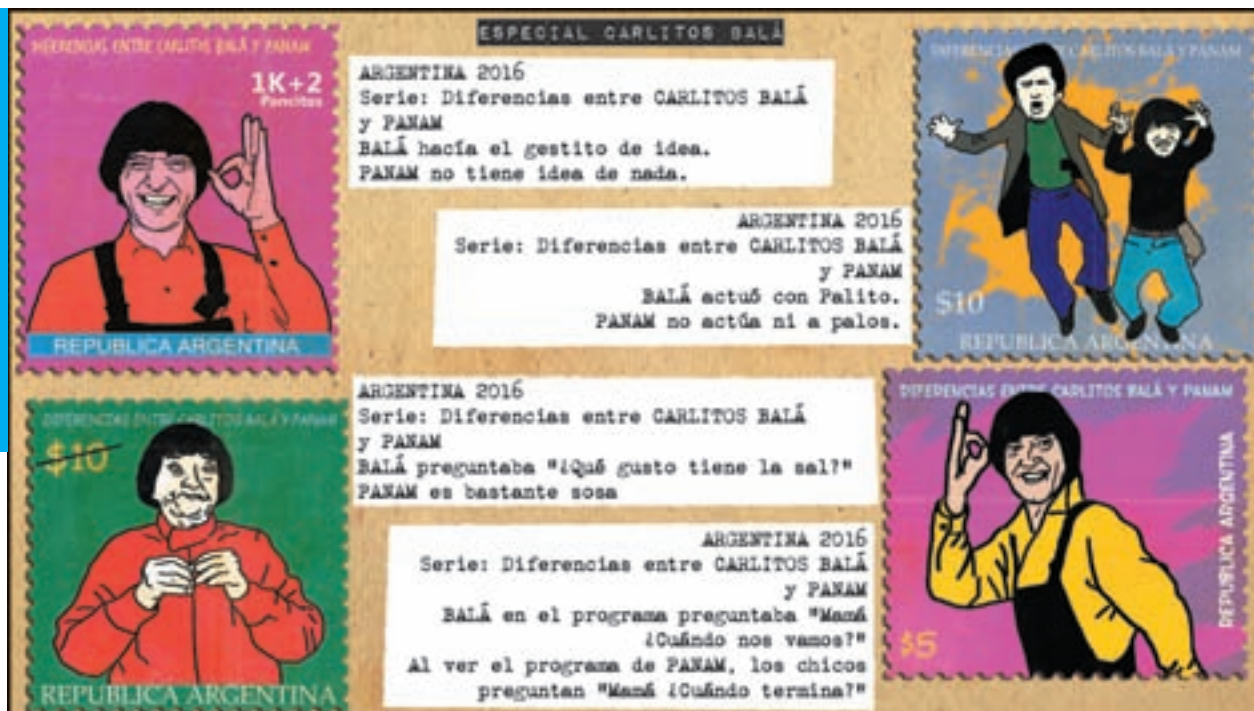 ESPECIAL CARLITOS BALÁ
DIFERENCIAS ENTRE CARLITOS BALÁ Y PANAM
1K+2
Pancitos
REPUBLICA ARGENTINA
ARGENTINA 2016
Serie: Diferencias entre CARLITOS BALÁ
y PANAM
BALÁ hacía el gestito de idea.
PANAM no tiene idea de nada.
DIFERENCIAS ENTRE CARLITOS BALÁ Y PANAM
$10
REPUBLICA ARGENTINA
ARGENTINA 2016
Serie: Diferencias entre CARLITOS BALÁ
y PANAM
BALÁ actuó con Palito.
PANAM no actúa ni a palos.
DIFERENCIAS ENTRE CARLITOS BALÁ Y PANAM
$10
REPUBLICA ARGENTINA
ARGENTINA 2016
Serie: Diferencias entre CARLITOS BALÁ
y PANAM
BALÁ preguntaba "¿Qué gusto tiene la sal?"
PANAM es bastante sosa
DIFERENCIAS ENTRE CARLITOS BALÁ Y PANAM
REPUBLICA ARGENTINA
$5
ARGENTINA 2016
Serie: Diferencias entre CARLITOS BALÁ
y PANAM
BALÁ en el programa preguntaba "Mamá
¿Cuándo nos vamos?"
Al ver el programa de PANAM, los chicos
preguntan "Mamá ¿Cuándo termina?"